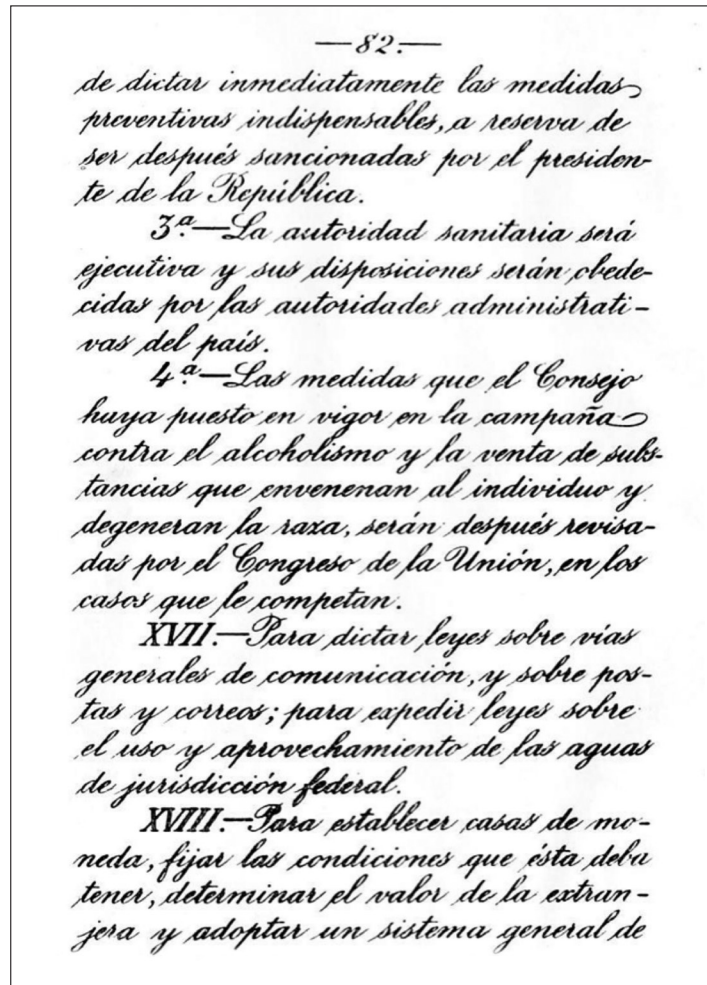 —82.—
de dictar inmediatamente las medidas
preventivas indispensables, a reserva de
ser después sancionadas por el presiden-
te de la República.
3ª.—La autoridad sanitaria será
ejecutiva y sus disposiciones serán obede-
cidas por las autoridades administrati-
vas del país.
4ª.—Las medidas que el Consejo
haya puesto en vigor en la campaña
contra el alcoholismo y la venta de subs-
tancias que envenenan al individuo y
degeneran la raza, serán después revisa-
das por el Congreso de la Unión, en los
casos que le competan.
XVII.—Para dictar leyes sobre vías
generales de comunicación, y sobre pos-
tas y correos; para expedir leyes sobre
el uso y aprovechamiento de las aguas
de jurisdicción federal.
XVIII.—Para establecer casas de mo-
neda, fijar las condiciones que ésta deba
tener, determinar el valor de la extran-
jera y adoptar un sistema general de